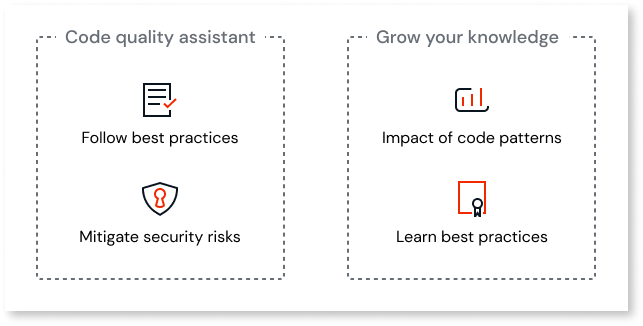 Code quality assistant
Follow best practices
Mitigate security risks
Grow your knowledge
Impact of code patterns
Learn best practices